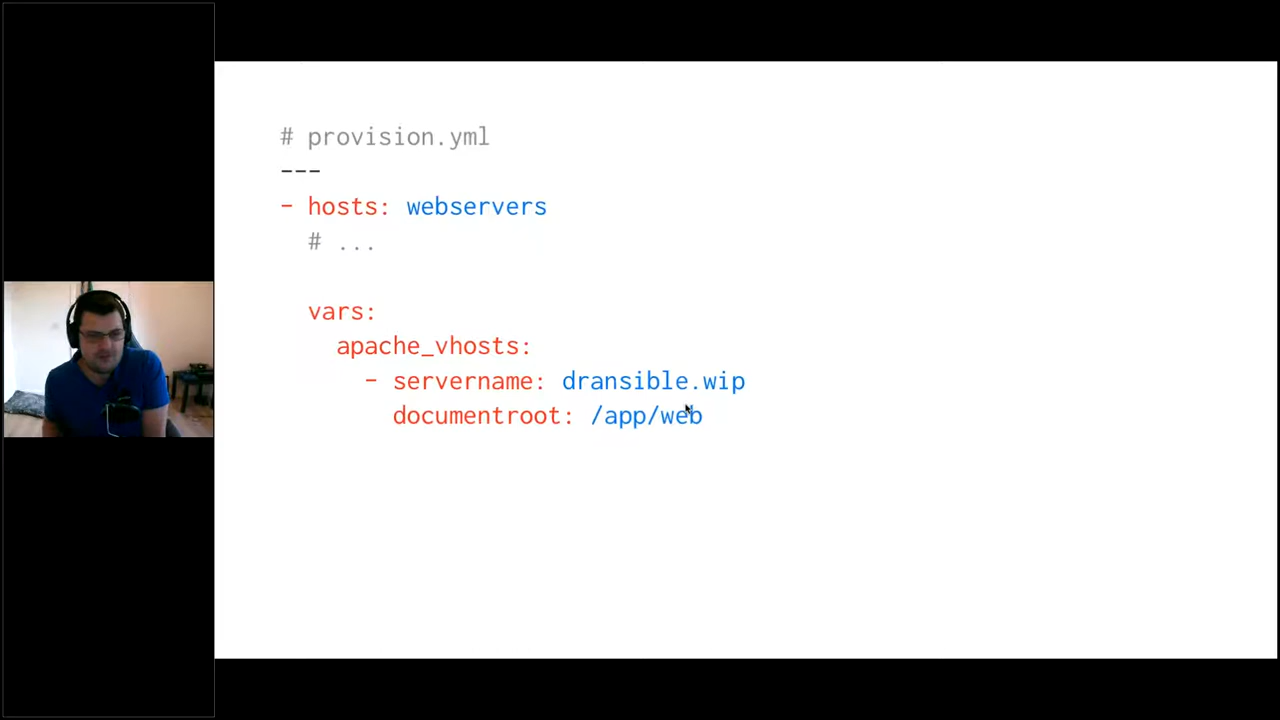 # provision.yml
---
- hosts: webservers
# ...
vars:
apache_vhosts:
- servername: dransible.wip
documentroot: /app/web